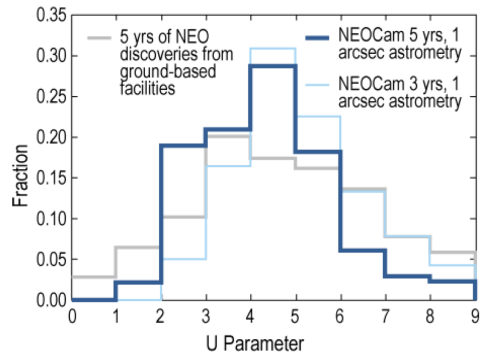 0.35
0.30
0.25
0.20
0.15
0.10
0.05
0.00
Fraction
5 yrs of NEO
discoveries from
ground-based
facilities
NEOCam 5 yrs, 1
arcsec astrometry
NEOCam 3 yrs, 1
arcsec astrometry
0 1 2 3 4 5 6 7 8 9
U Parameter